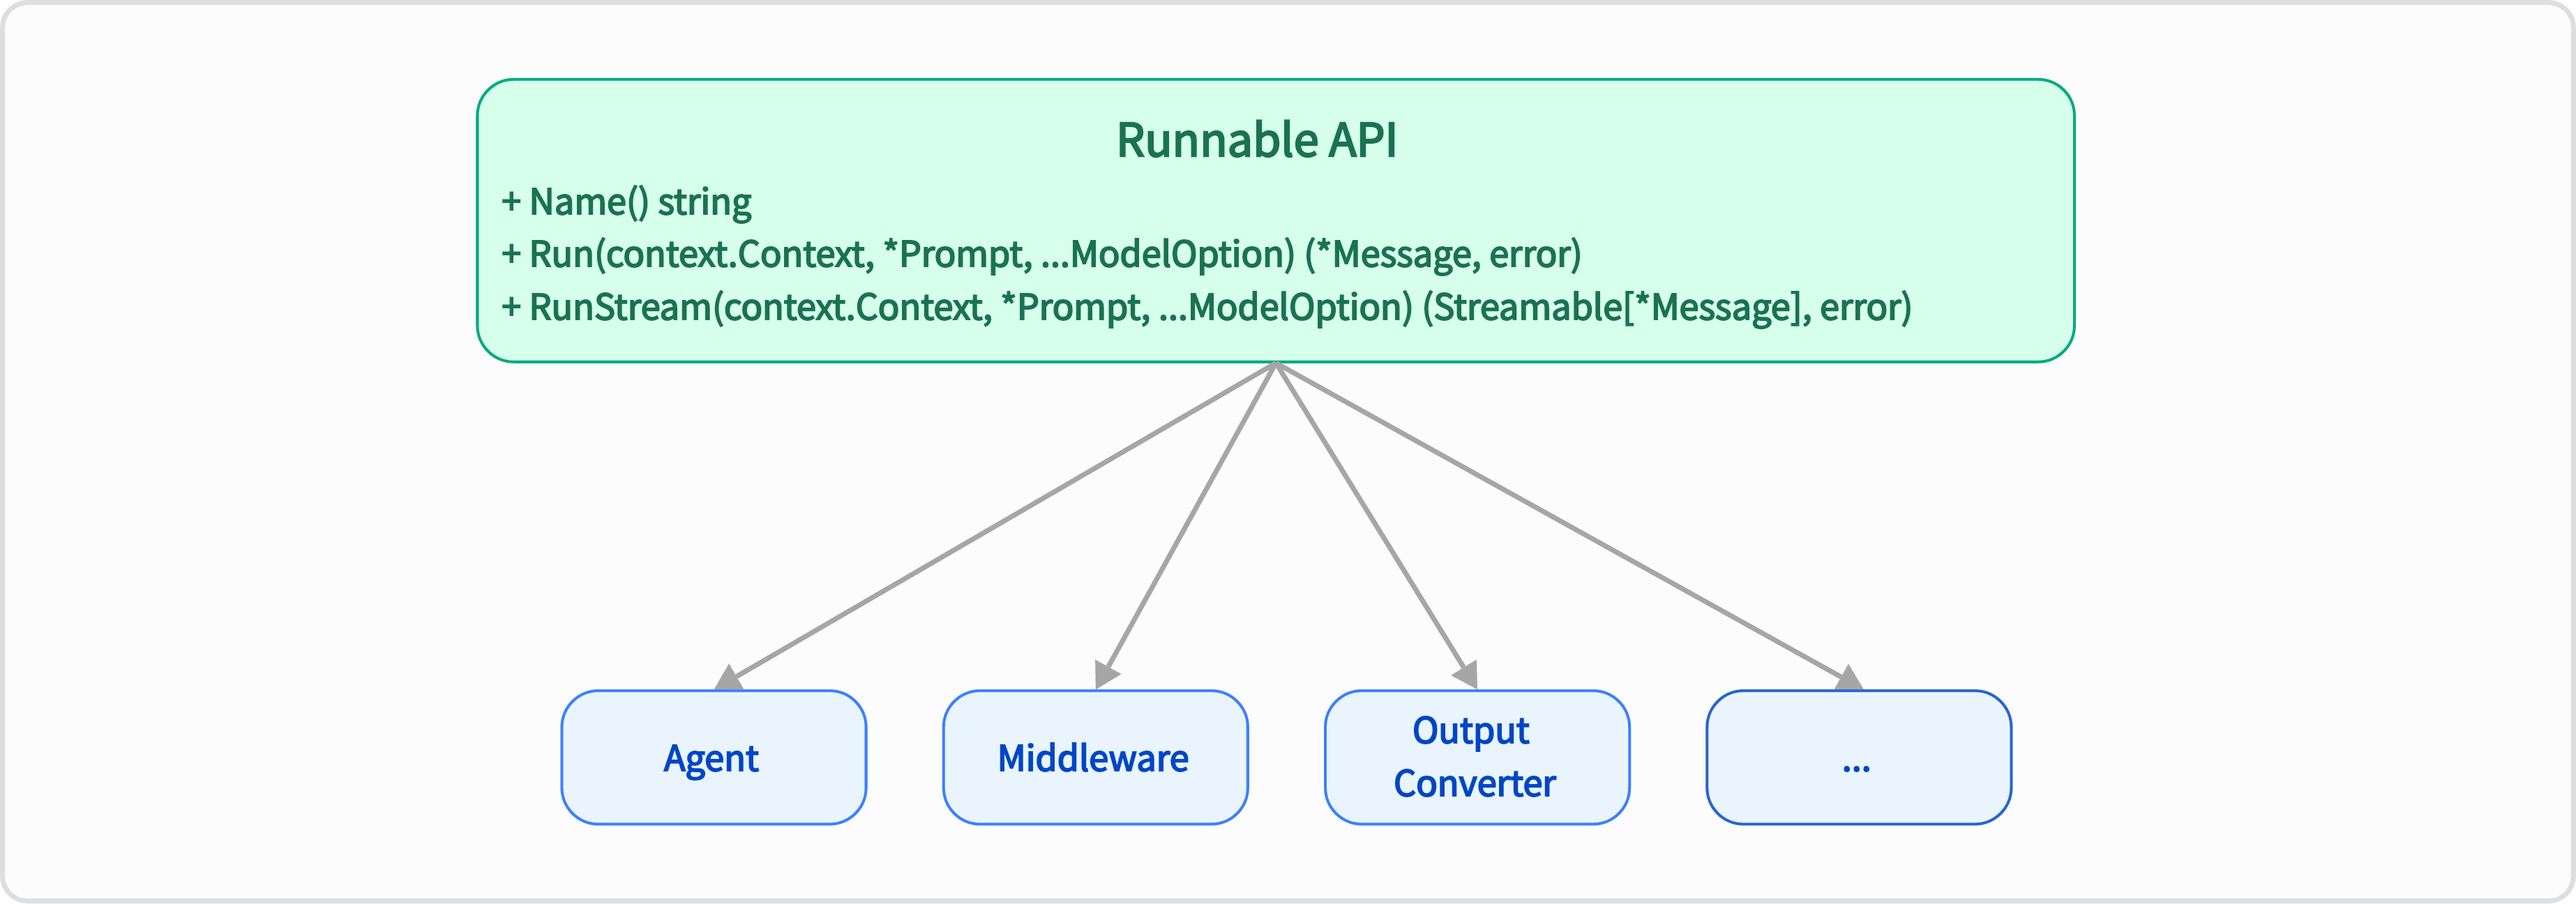 Runnable API
+ Name() string
+ Run(context.Context, *Prompt, ...ModelOption) (*Message, error)
+ RunStream(context.Context, *Prompt, ...ModelOption) (Streamable[*Message], error)
Agent
Middleware
Output
Converter
...